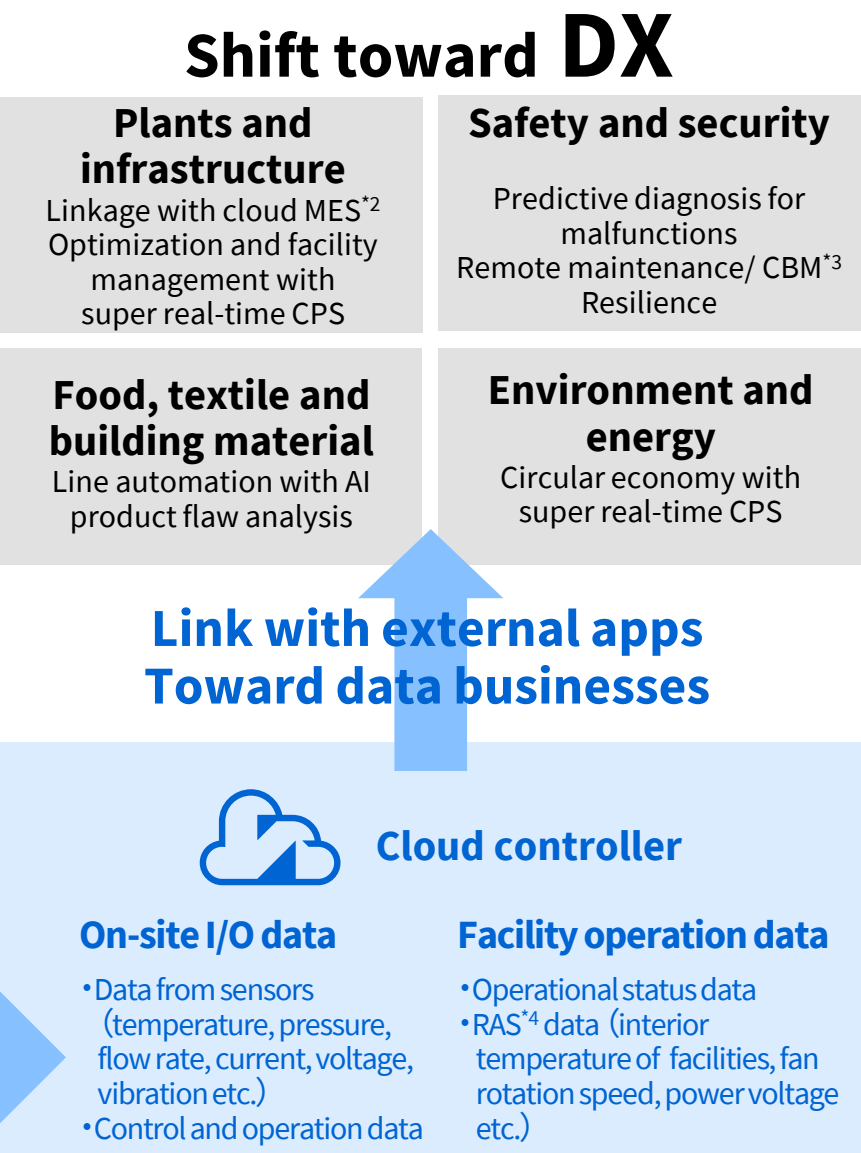 Shift toward DX
Plants and
infrastructure
Linkage with cloud MES*2
Optimization and facility
management with
super real-time CPS
Safety and security
Predictive diagnosis for
malfunctions
Remote maintenance/ CBM*3
Resilience
Food, textile and
building material
Line automation with AI
product flaw analysis
Environment and
energy
Circular economy with
super real-time CPS
Link with external apps
Toward data businesses
Cloud controller
On-site I/O data
・Data from sensors
（temperature, pressure,
flow rate, current, voltage,
vibration etc.）
・Control and operation data
Facility operation data
・Operational status data
・RAS*4 data（interior
temperature of facilities, fan
rotation speed, power voltage
etc.）